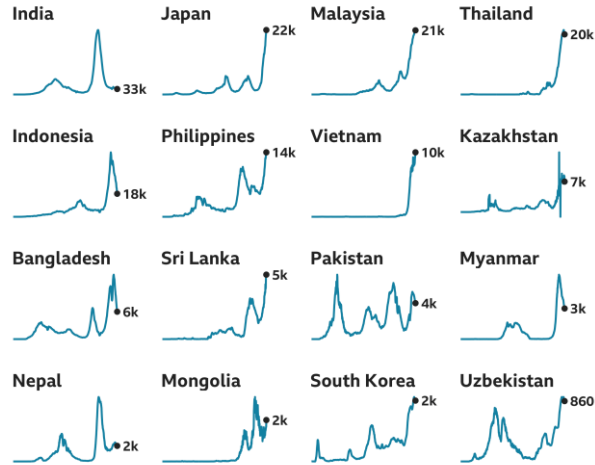 India Japan Malaysia Thailand
33k 22k 21k 20k
Indonesia Philippines Vietnam Kazakhstan
18k 14k 10k 7k
Bangladesh Sri Lanka Pakistan Myanmar
6k 5k 4k 3k
Nepal Mongolia South Korea Uzbekistan
2k 2k 2k 860